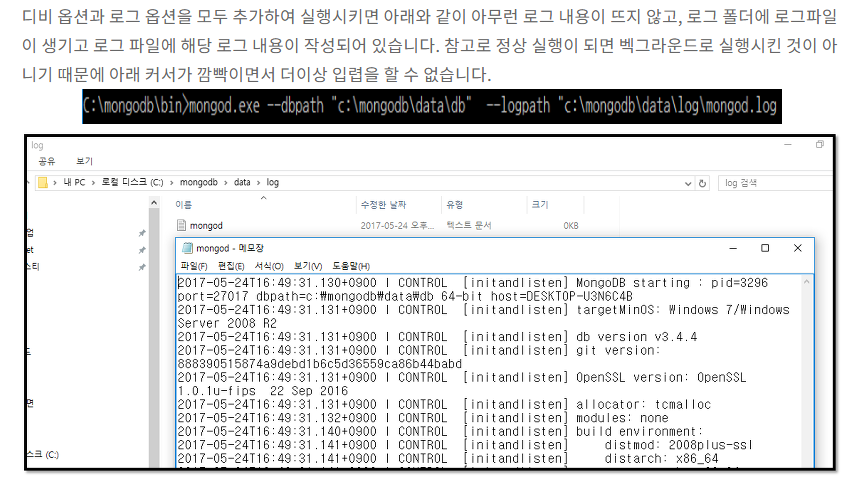 디비 옵션과 로그 옵션을 모두 추가하여 실행시키면 아래와 같이 아무런 로그 내용이 뜨지 않고, 로그 폴더에 로그파일
이 생기고 로그 파일에 해당 로그 내용이 작성되어 있습니다. 참고로 정상 실행이 되면 벡그라운드로 실행시킨 것이 아
니기 때문에 아래 커서가 깜빡이면서 더이상 입렵을 할 수 없습니다.
C:\mongodb\bin>mongod.exe --dbpath "c:\mongodb\data\db"  --logpath "c:\mongodb\data\log\mongod.log
log
공유 보기
내 PC > 로컬 디스크 (C:) > mongodb > data > log
log 검색
이름 수정한 날짜 유형 크기
mongod 2017-05-24 오후... 텍스트 문서 0KB
mongod - 메모장
파일(F) 편집(E) 서식(O) 보기(V) 도움말(H)
2017-05-24T16:49:31.130+0900 I CONTROL  [initandlisten] MongoDB starting : pid=3296
port=27017 dbpath=c:₩mongodb₩data₩db 64-bit host=DESKTOP-U3N6C4B
2017-05-24T16:49:31.131+0900 I CONTROL  [initandlisten] targetMinOS: Windows 7/Windows
Server 2008 R2
2017-05-24T16:49:31.131+0900 I CONTROL  [initandlisten] db version v3.4.4
2017-05-24T16:49:31.131+0900 I CONTROL  [initandlisten] git version:
888390515874a9debd1b6c5d36559ca86b44babd
2017-05-24T16:49:31.131+0900 I CONTROL  [initandlisten] OpenSSL version: OpenSSL
1.0.1u-fips  22 Sep 2016
2017-05-24T16:49:31.131+0900 I CONTROL  [initandlisten] allocator: tcmalloc
2017-05-24T16:49:31.132+0900 I CONTROL  [initandlisten] modules: none
2017-05-24T16:49:31.140+0900 I CONTROL  [initandlisten] build environment:
2017-05-24T16:49:31.141+0900 I CONTROL  [initandlisten]     distmod: 2008plus-ssl
2017-05-24T16:49:31.141+0900 I CONTROL  [initandlisten]     distarch: x86_64
스크 (C:)